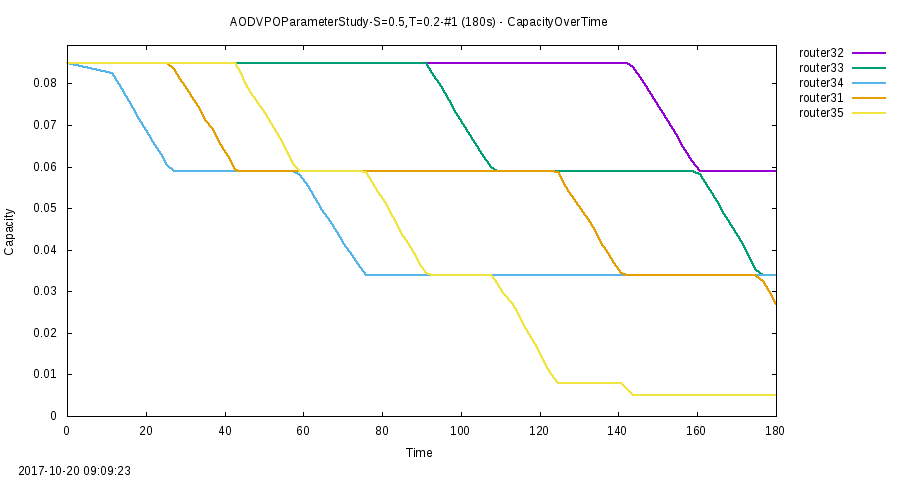 AODVPOParameterStudy-S=0.5,T=0.2-#1 (180s) - CapacityOverTime
router32
router33
router34
router31
router35
0.08
0.07
0.06
0.05
0.04
0.03
0.02
0.01
0
Capacity
0 20 40 60 80 100 120 140 160 180
Time
2017-10-20 09:09:23